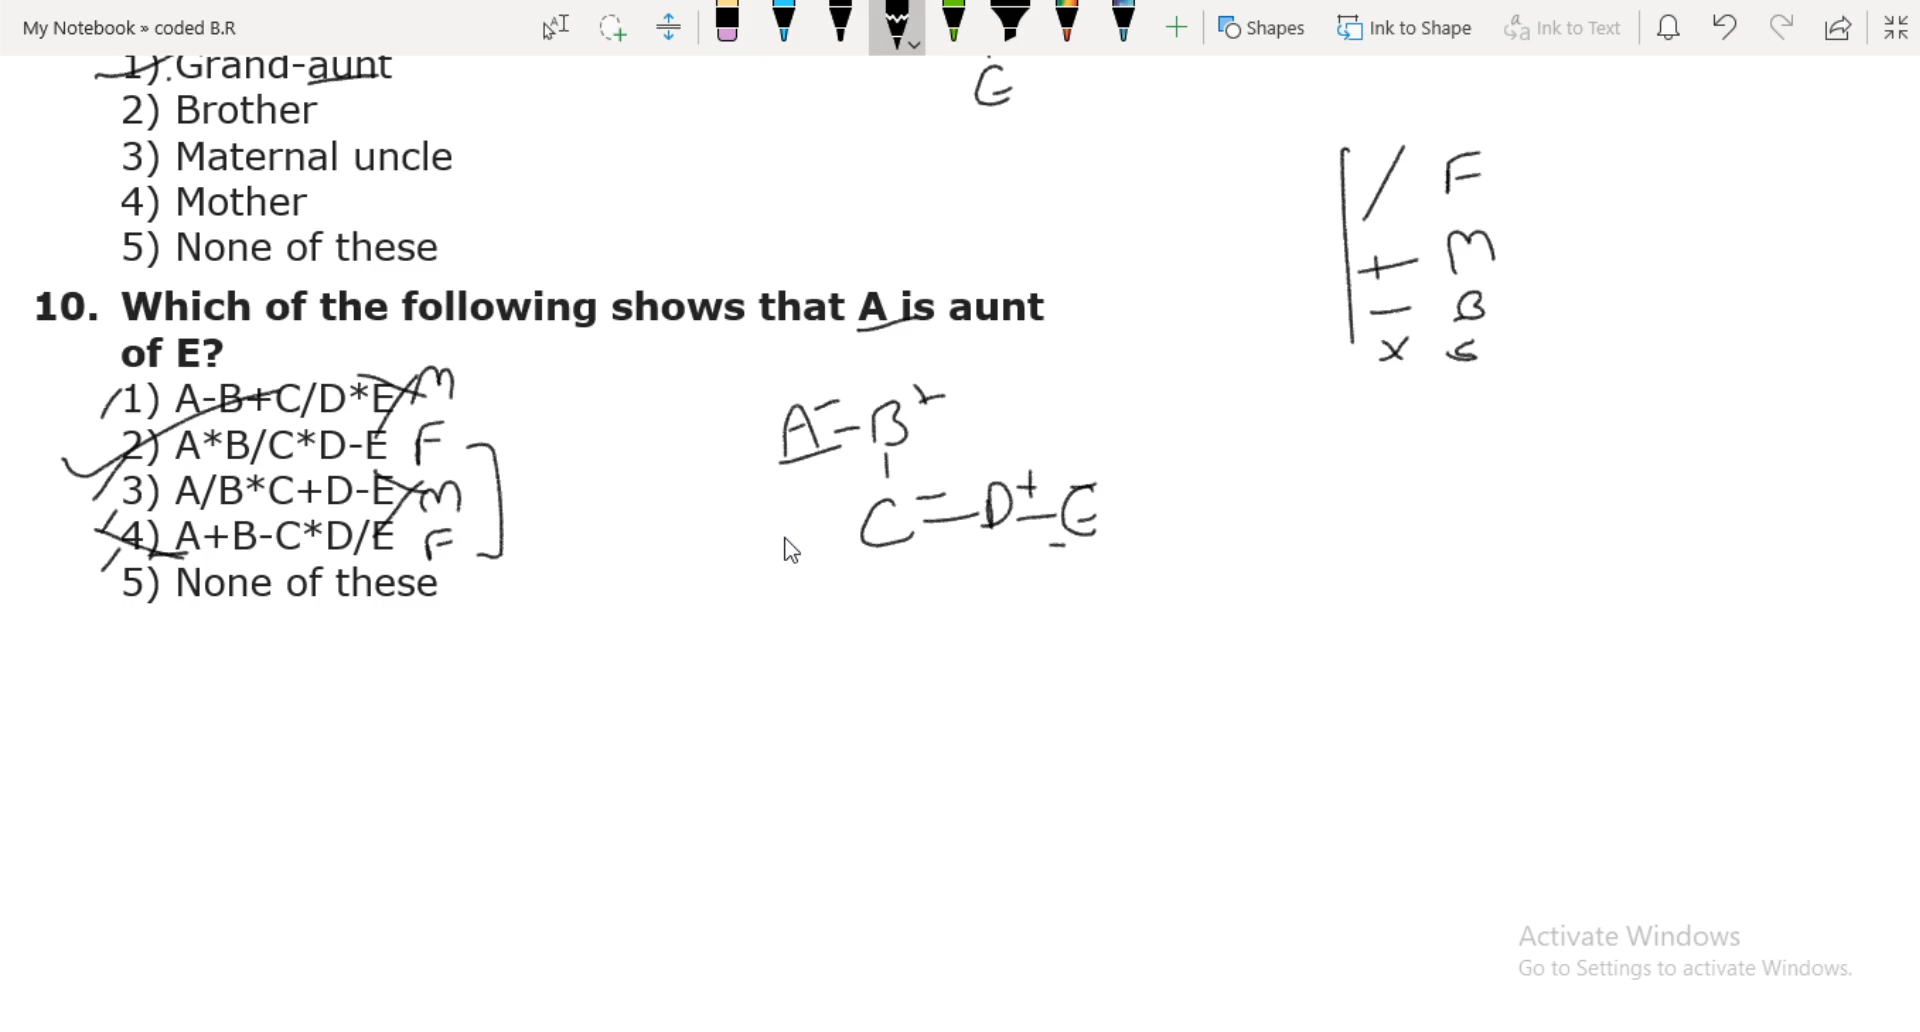 My Notebook » coded B.R
Shapes
Ink to Shape
Ink to Text
1) Grand-aunt
2) Brother
3) Maternal uncle
4) Mother
5) None of these
10. Which of the following shows that A is aunt
of E?
1) A-B+C/D*E M
2) A*B/C*D-E F
3) A/B*C+D-E M
4) A+B-C*D/E F
5) None of these
E
/ F
+ M
- B
x S
A - B +
C - D + - E
Activate Windows
Go to Settings to activate Windows.